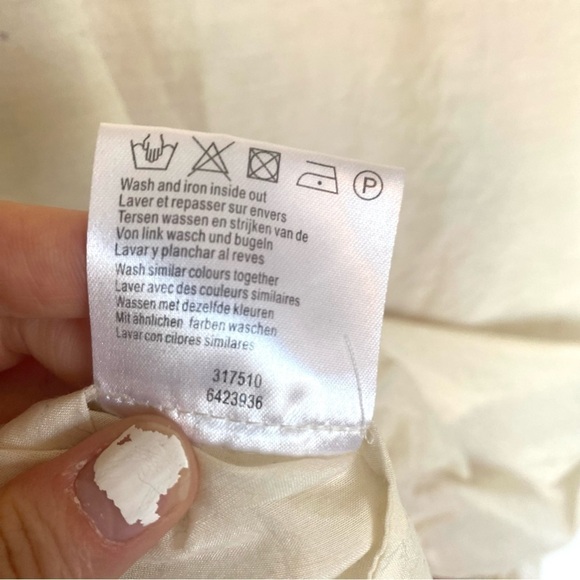 P
Wash and iron inside out
Laver et repasser sur envers
Tersen wassen en strijken van de
Von link wasch und bugeln
Lavar y planchar al reves
Wash similar colours together
Laver avec des couleurs similaires
Wassen met dezelfde kleuren
Mit ähnlichen farben waschen
Lavar con cilores similares
317510
6423936